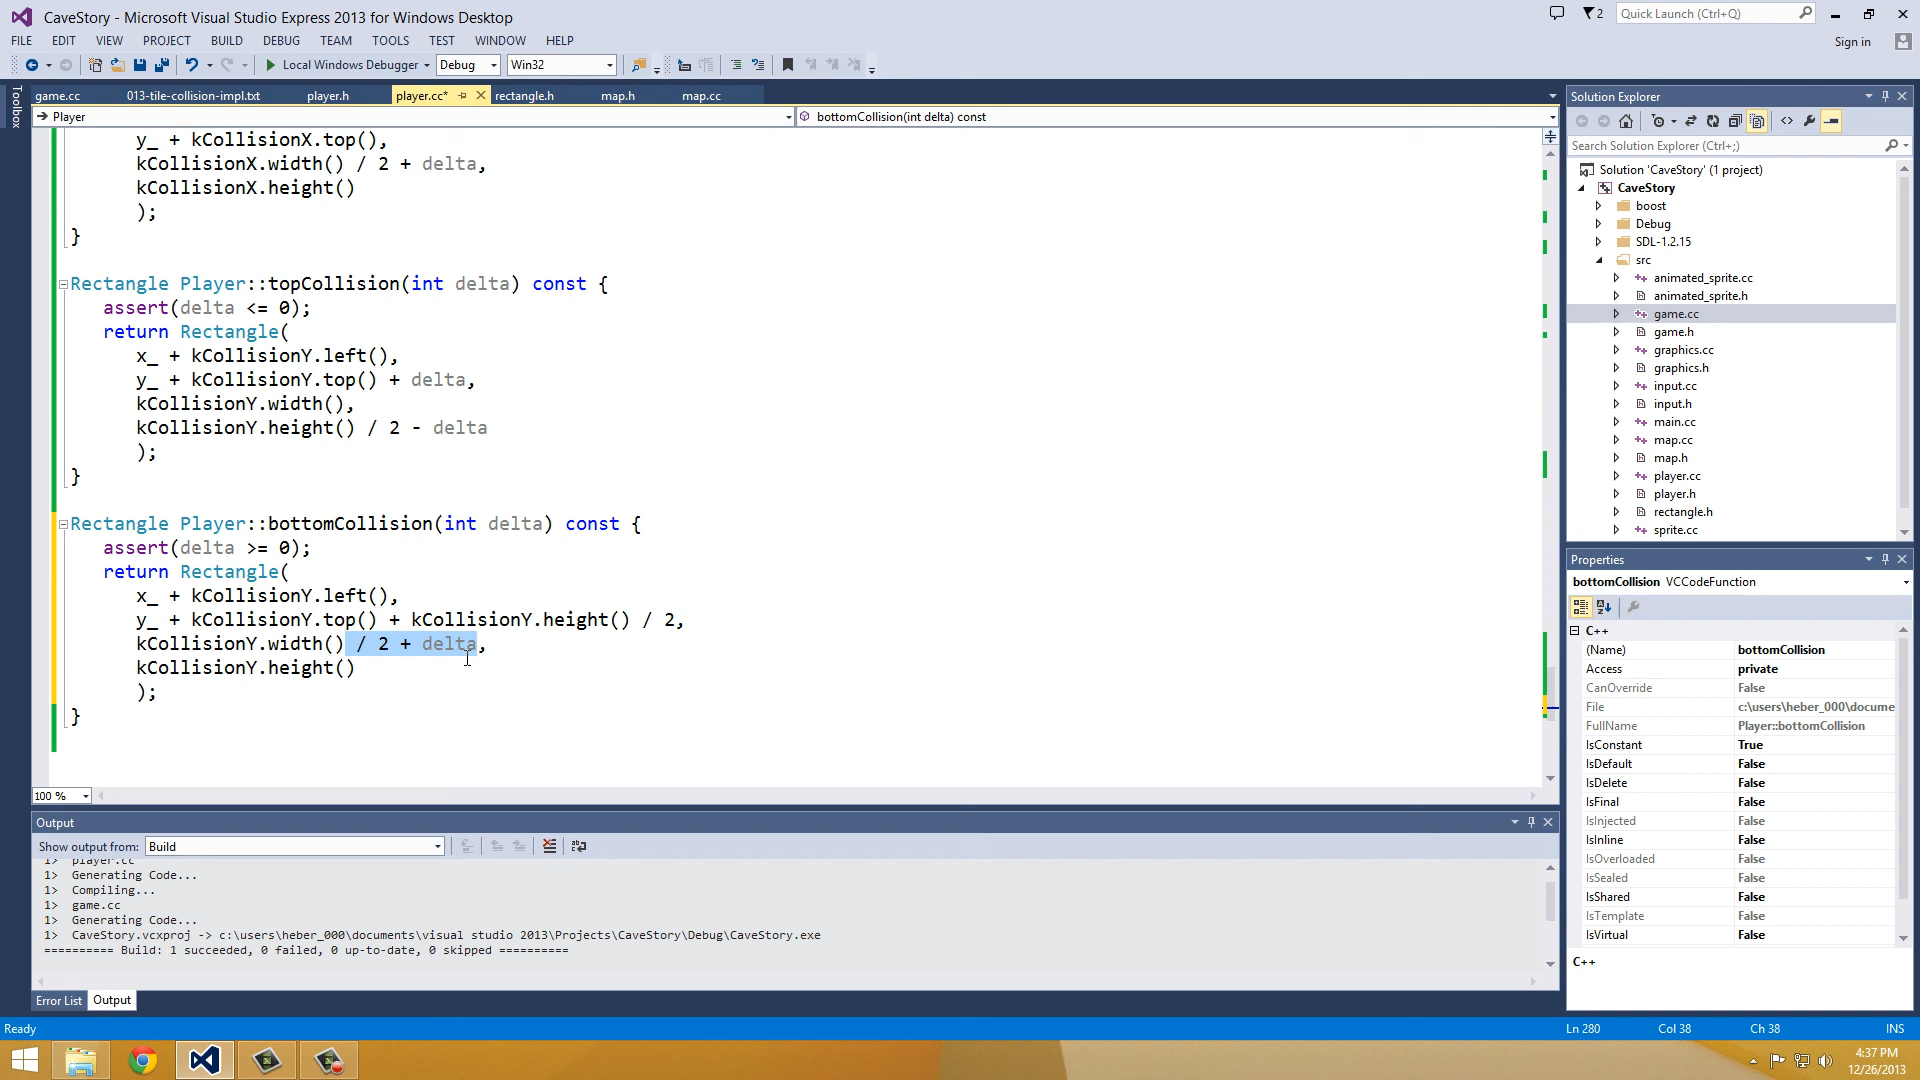 CaveStory - Microsoft Visual Studio Express 2013 for Windows Desktop
2
Quick Launch (Ctrl+Q)
FILE EDIT VIEW PROJECT BUILD DEBUG TEAM TOOLS TEST WINDOW HELP
Sign in
Local Windows Debugger
Debug
Win32
Toolbox
game.cc
013-tile-collision-impl.txt
player.h
player.cc*
rectangle.h
map.h
map.cc
Player
bottomCollision(int delta) const
y_ + kCollisionX.top(),
kCollisionX.width() / 2 + delta,
kCollisionX.height()
);
}
Rectangle Player::topCollision(int delta) const {
assert(delta <= 0);
return Rectangle(
x_ + kCollisionY.left(),
y_ + kCollisionY.top() + delta,
kCollisionY.width(),
kCollisionY.height() / 2 - delta
);
}
Rectangle Player::bottomCollision(int delta) const {
assert(delta >= 0);
return Rectangle(
x_ + kCollisionY.left(),
y_ + kCollisionY.top() + kCollisionY.height() / 2,
kCollisionY.width() / 2 + delta,
kCollisionY.height()
);
}
100 %
Output
Show output from: Build
1> player.cc
1> Generating Code...
1> Compiling...
1> game.cc
1> Generating Code...
1> CaveStory.vcxproj -> c:\users\heber_000\documents\visual studio 2013\Projects\CaveStory\Debug\CaveStory.exe
========== Build: 1 succeeded, 0 failed, 0 up-to-date, 0 skipped ==========
Error List
Output
Solution Explorer
Search Solution Explorer (Ctrl+;)
Solution 'CaveStory' (1 project)
CaveStory
boost
Debug
SDL-1.2.15
src
animated_sprite.cc
animated_sprite.h
game.cc
game.h
graphics.cc
graphics.h
input.cc
input.h
main.cc
map.cc
map.h
player.cc
player.h
rectangle.h
sprite.cc
Properties
bottomCollision VCCodeFunction
C++
(Name) bottomCollision
Access private
CanOverride False
File c:\users\heber_000\docume
FullName Player::bottomCollision
IsConstant True
IsDefault False
IsDelete False
IsFinal False
IsInjected False
IsInline False
IsOverloaded False
IsSealed False
IsShared False
IsTemplate False
IsVirtual False
C++
Ready
Ln 280
Col 38
Ch 38
INS
4:37 PM
12/26/2013